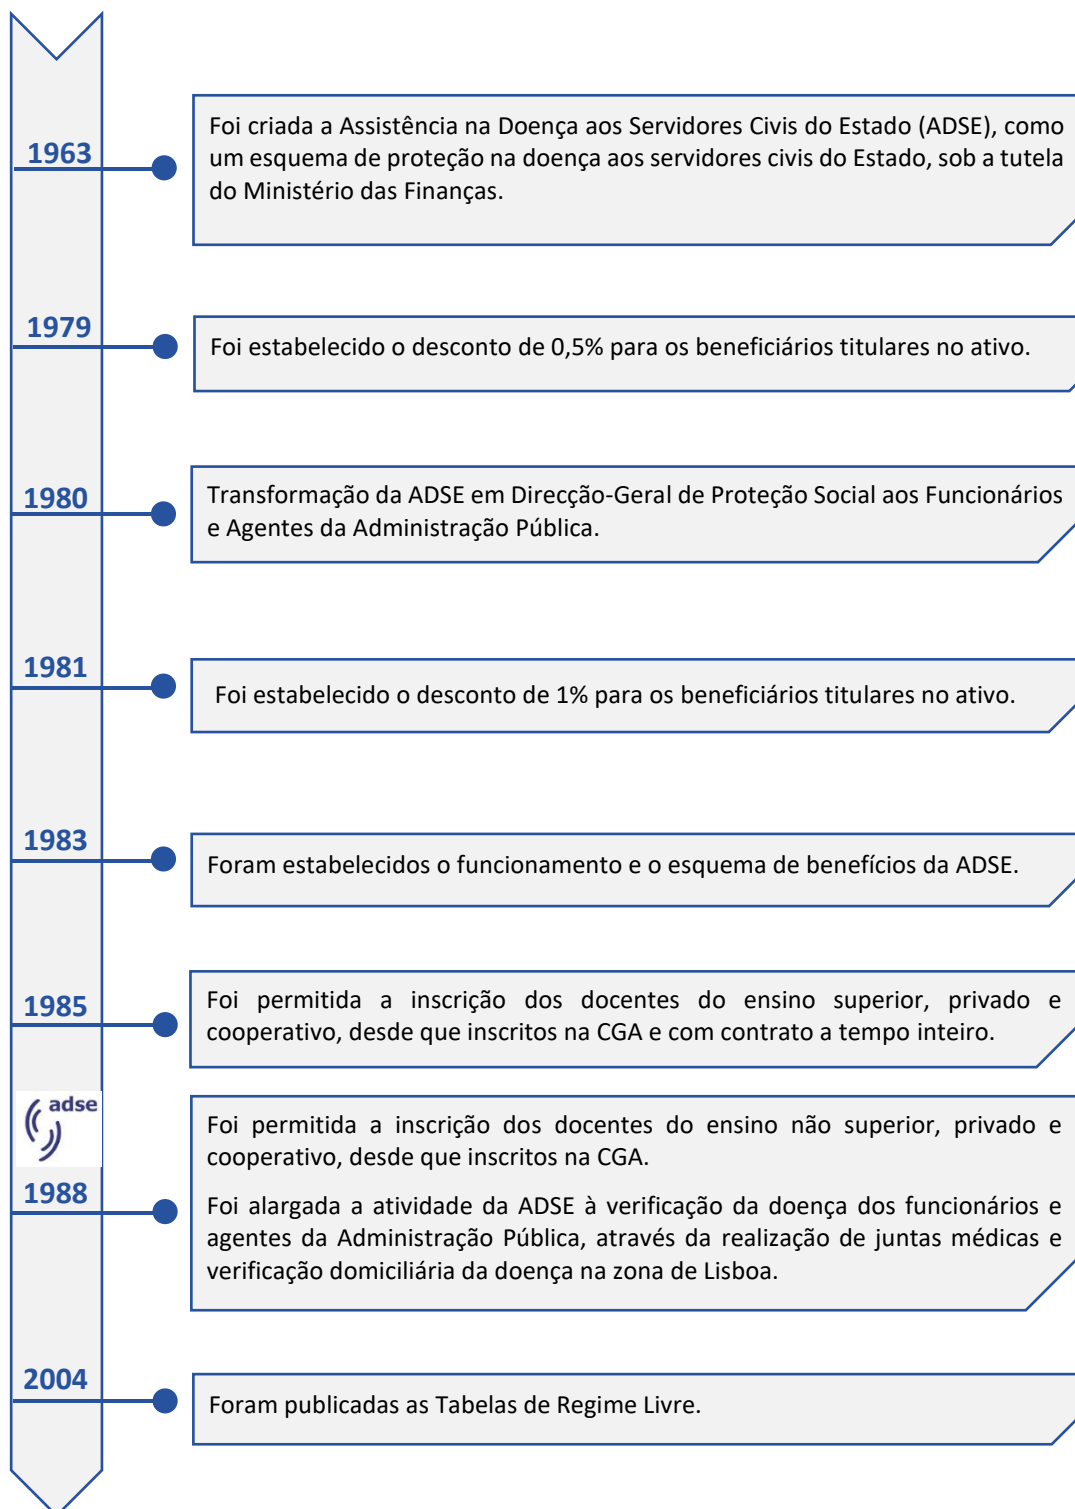 1963
Foi criada a Assistência na Doença aos Servidores Civis do Estado (ADSE), como
um esquema de proteção na doença aos servidores civis do Estado, sob a tutela
do Ministério das Finanças.
1979
Foi estabelecido o desconto de 0,5% para os beneficiários titulares no ativo.
1980
Transformação da ADSE em Direcção-Geral de Proteção Social aos Funcionários
e Agentes da Administração Pública.
1981
Foi estabelecido o desconto de 1% para os beneficiários titulares no ativo.
1983
Foram estabelecidos o funcionamento e o esquema de benefícios da ADSE.
1985
Foi permitida a inscrição dos docentes do ensino superior, privado e
cooperativo, desde que inscritos na CGA e com contrato a tempo inteiro.
adse
1988
Foi permitida a inscrição dos docentes do ensino não superior, privado e
cooperativo, desde que inscritos na CGA.
Foi alargada a atividade da ADSE à verificação da doença dos funcionários e
agentes da Administração Pública, através da realização de juntas médicas e
verificação domiciliária da doença na zona de Lisboa.
2004
Foram publicadas as Tabelas de Regime Livre.